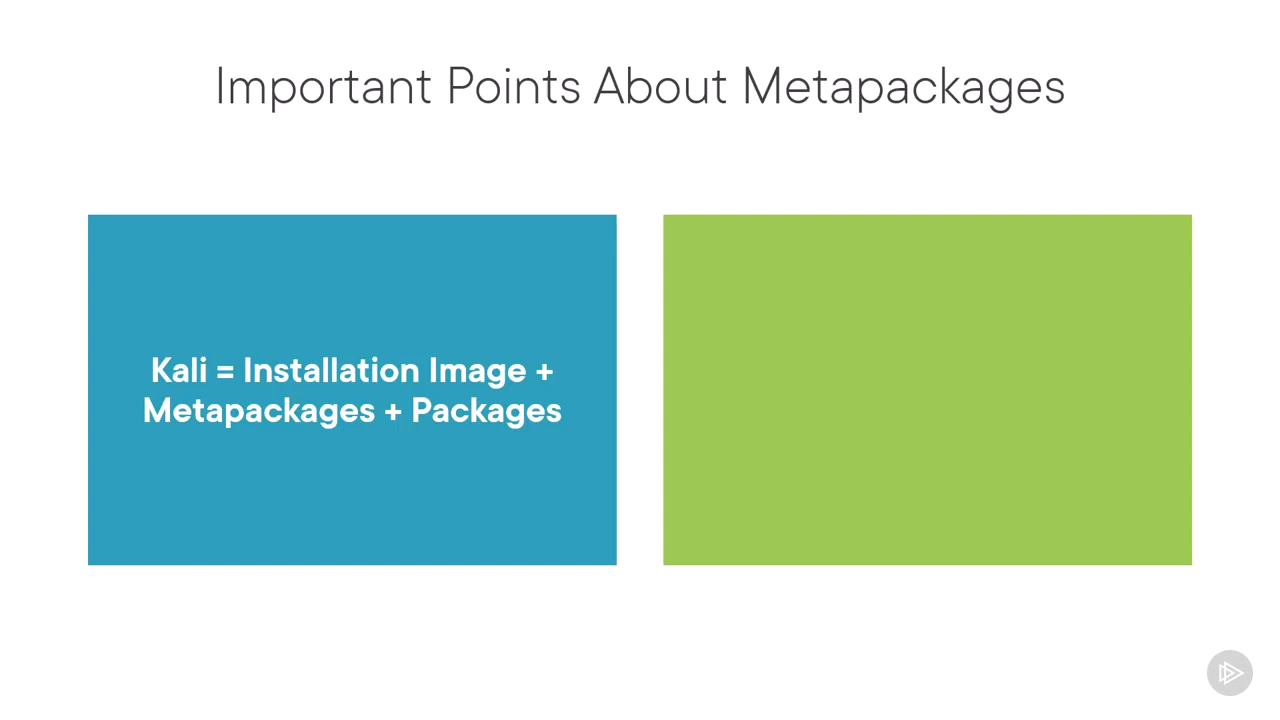 Important Points About Metapackages
Kali = Installation Image +
Metapackages + Packages